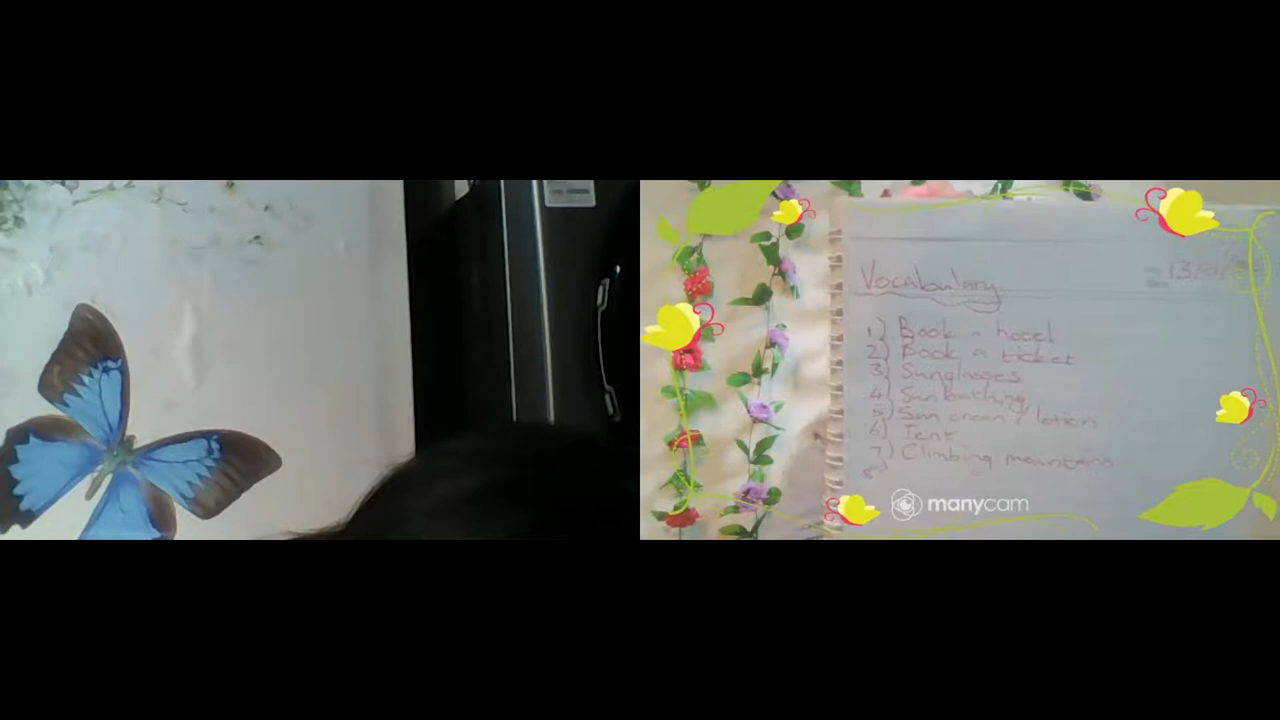 Vocabulary
1) Book a hotel
2) Book a ticket
3) Sunglasses
4) Sunbathing
5) Sun cream / lotion
6) Tent
7) Climbing mountains
8)
manycam